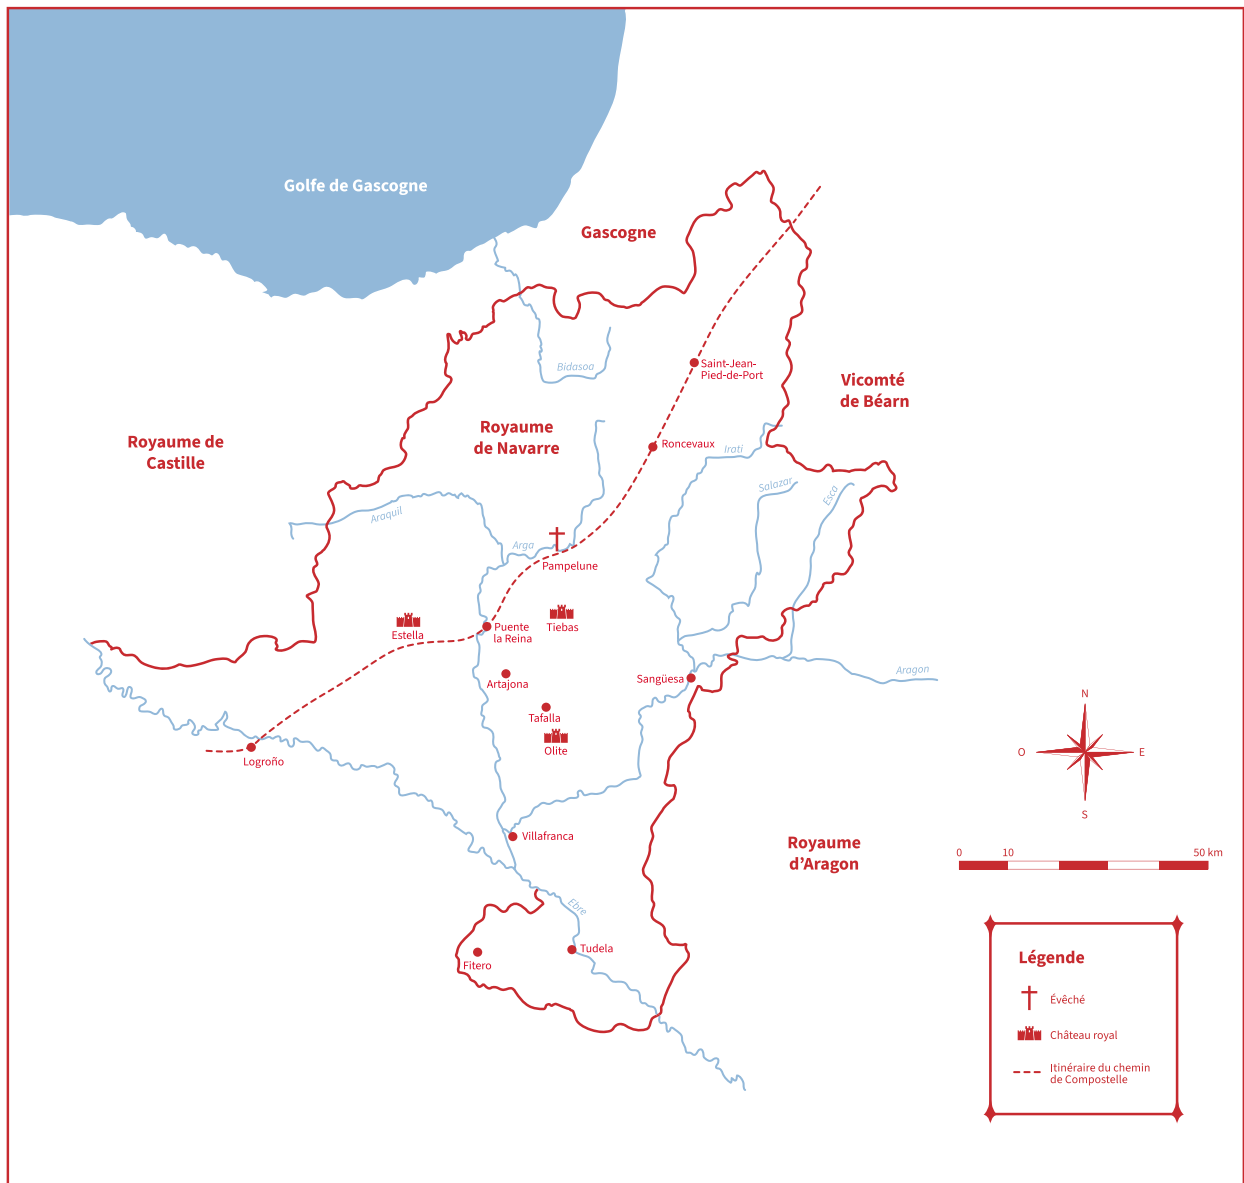 Golfe de Gascogne
Gascogne
Bidasoa
Saint-Jean-
Pied-de-Port
Vicomté
de Béarn
Royaume de
Castille
Royaume
de Navarre
Roncevaux
Irati
Salazar
Esca
Araquil
Arga
Pampelune
Estella
Puente
la Reina
Tiebas
Artajona
Sangüesa
Aragon
Tafalla
Olite
Logroño
Villafranca
Royaume
d’Aragon
Ebre
Tudela
Fitero
N
O
E
S
0
10
50 km
Légende
Évêché
Château royal
Itinéraire du chemin
de Compostelle